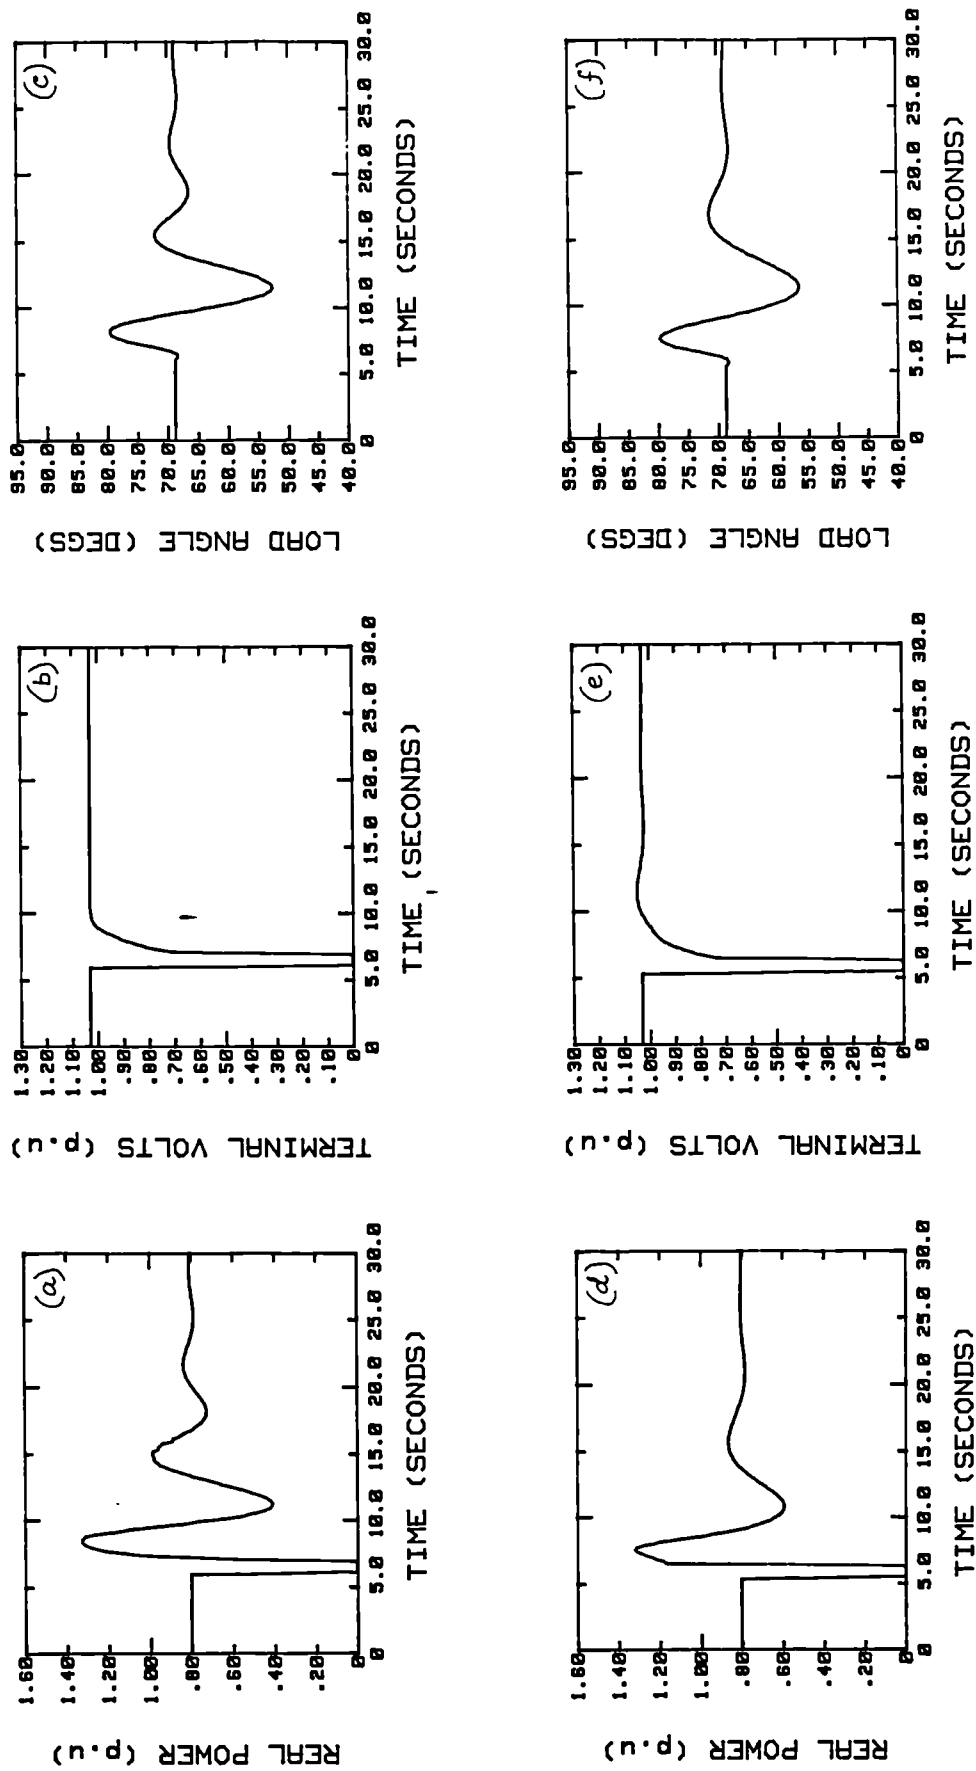 (a)
REAL POWER (p.u)
1.60
1.40
1.20
1.00
.80
.60
.40
.20
0
0 5.0 10.0 15.0 20.0 25.0 30.0
TIME (SECONDS)
(b)
TERMINAL VOLTS (p.u)
1.30
1.20
1.10
1.00
.90
.80
.70
.60
.50
.40
.30
.20
.10
0
0 5.0 10.0 15.0 20.0 25.0 30.0
TIME (SECONDS)
(c)
LOAD ANGLE (DEGS)
95.0
90.0
85.0
80.0
75.0
70.0
65.0
60.0
55.0
50.0
45.0
40.0
0 5.0 10.0 15.0 20.0 25.0 30.0
TIME (SECONDS)
(d)
REAL POWER (p.u)
1.60
1.40
1.20
1.00
.80
.60
.40
.20
0
0 5.0 10.0 15.0 20.0 25.0 30.0
TIME (SECONDS)
(e)
TERMINAL VOLTS (p.u)
1.30
1.20
1.10
1.00
.90
.80
.70
.60
.50
.40
.30
.20
.10
0
0 5.0 10.0 15.0 20.0 25.0 30.0
TIME (SECONDS)
(f)
LOAD ANGLE (DEGS)
95.0
90.0
85.0
80.0
75.0
70.0
65.0
60.0
55.0
50.0
45.0
40.0
0 5.0 10.0 15.0 20.0 25.0 30.0
TIME (SECONDS)